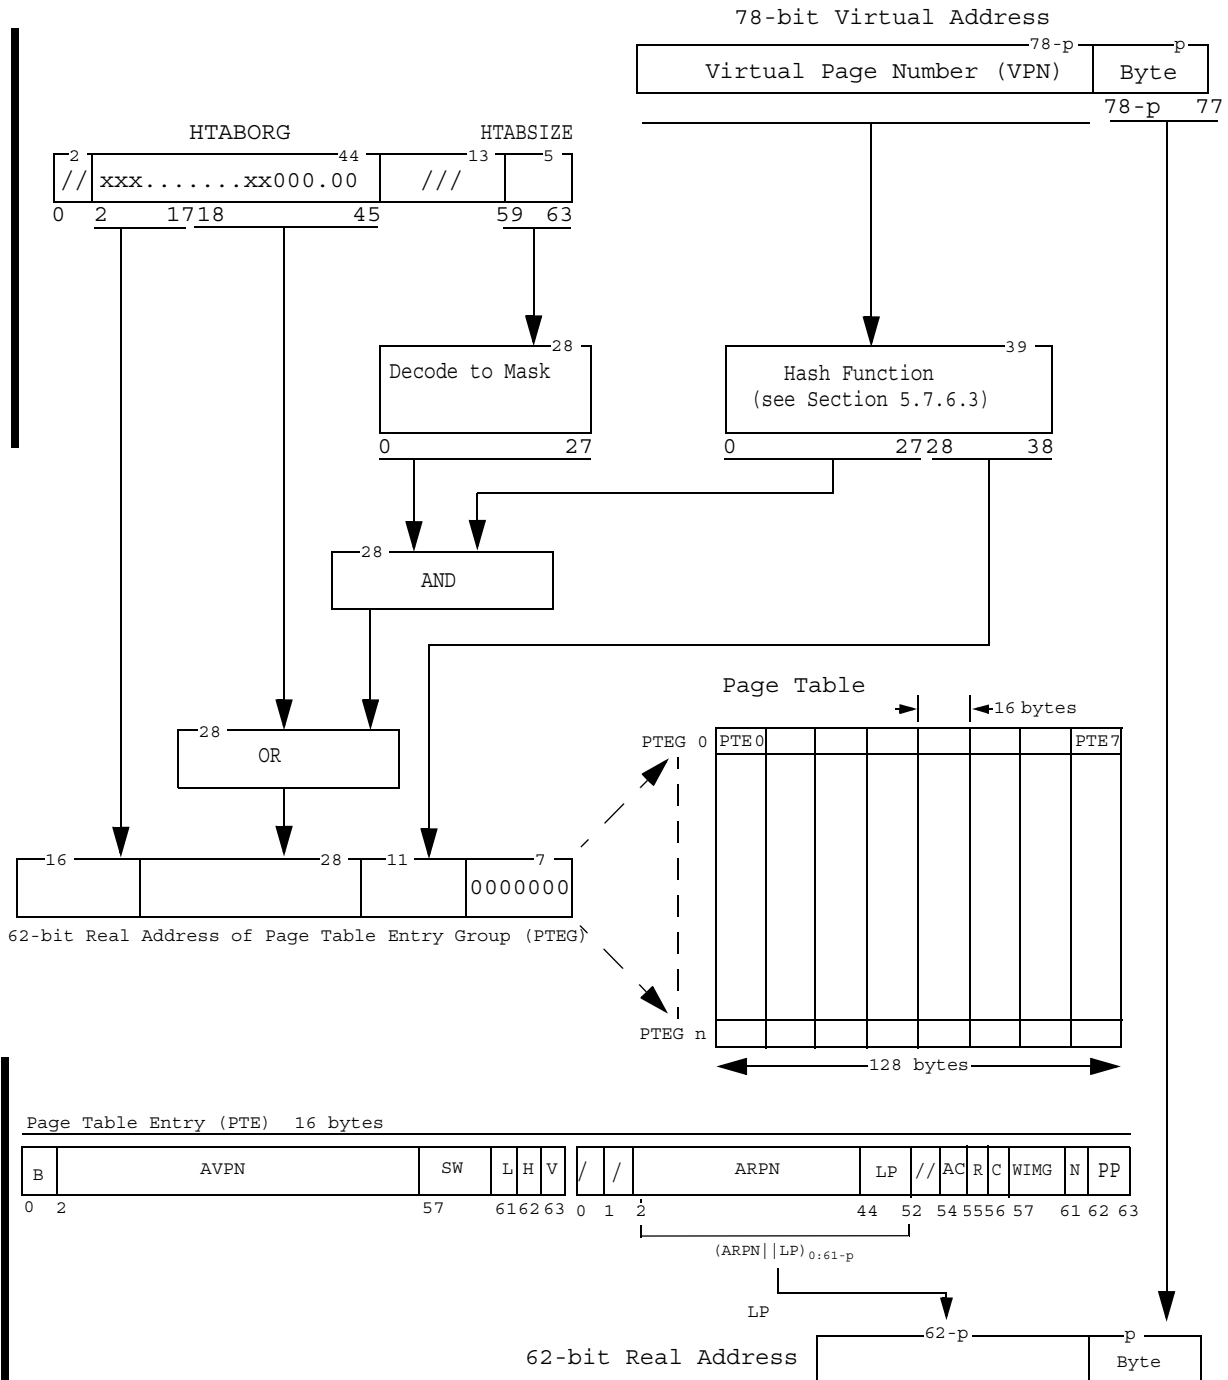 78-bit Virtual Address
78-p p
Virtual Page Number (VPN) Byte
78-p 77
HTABORG HTABSIZE
2 44 13 5
// xxx.......xx000.00 ///
0 2 17 18 45 59 63
28 39
Decode to Mask
Hash Function
(see Section 5.7.6.3)
0 27 0 27 28 38
28
AND
Page Table
16 bytes
28
OR
PTEG 0 PTE0 PTE7
16 28 11 7
0000000
62-bit Real Address of Page Table Entry Group (PTEG)
PTEG n
128 bytes
Page Table Entry (PTE) 16 bytes
B AVPN SW L H V / / ARPN LP // AC R C WIMG N PP
0 2 57 61 62 63 0 1 2 44 52 54 55 56 57 61 62 63
(ARPN||LP)0:61-p
LP
62-p p
62-bit Real Address Byte